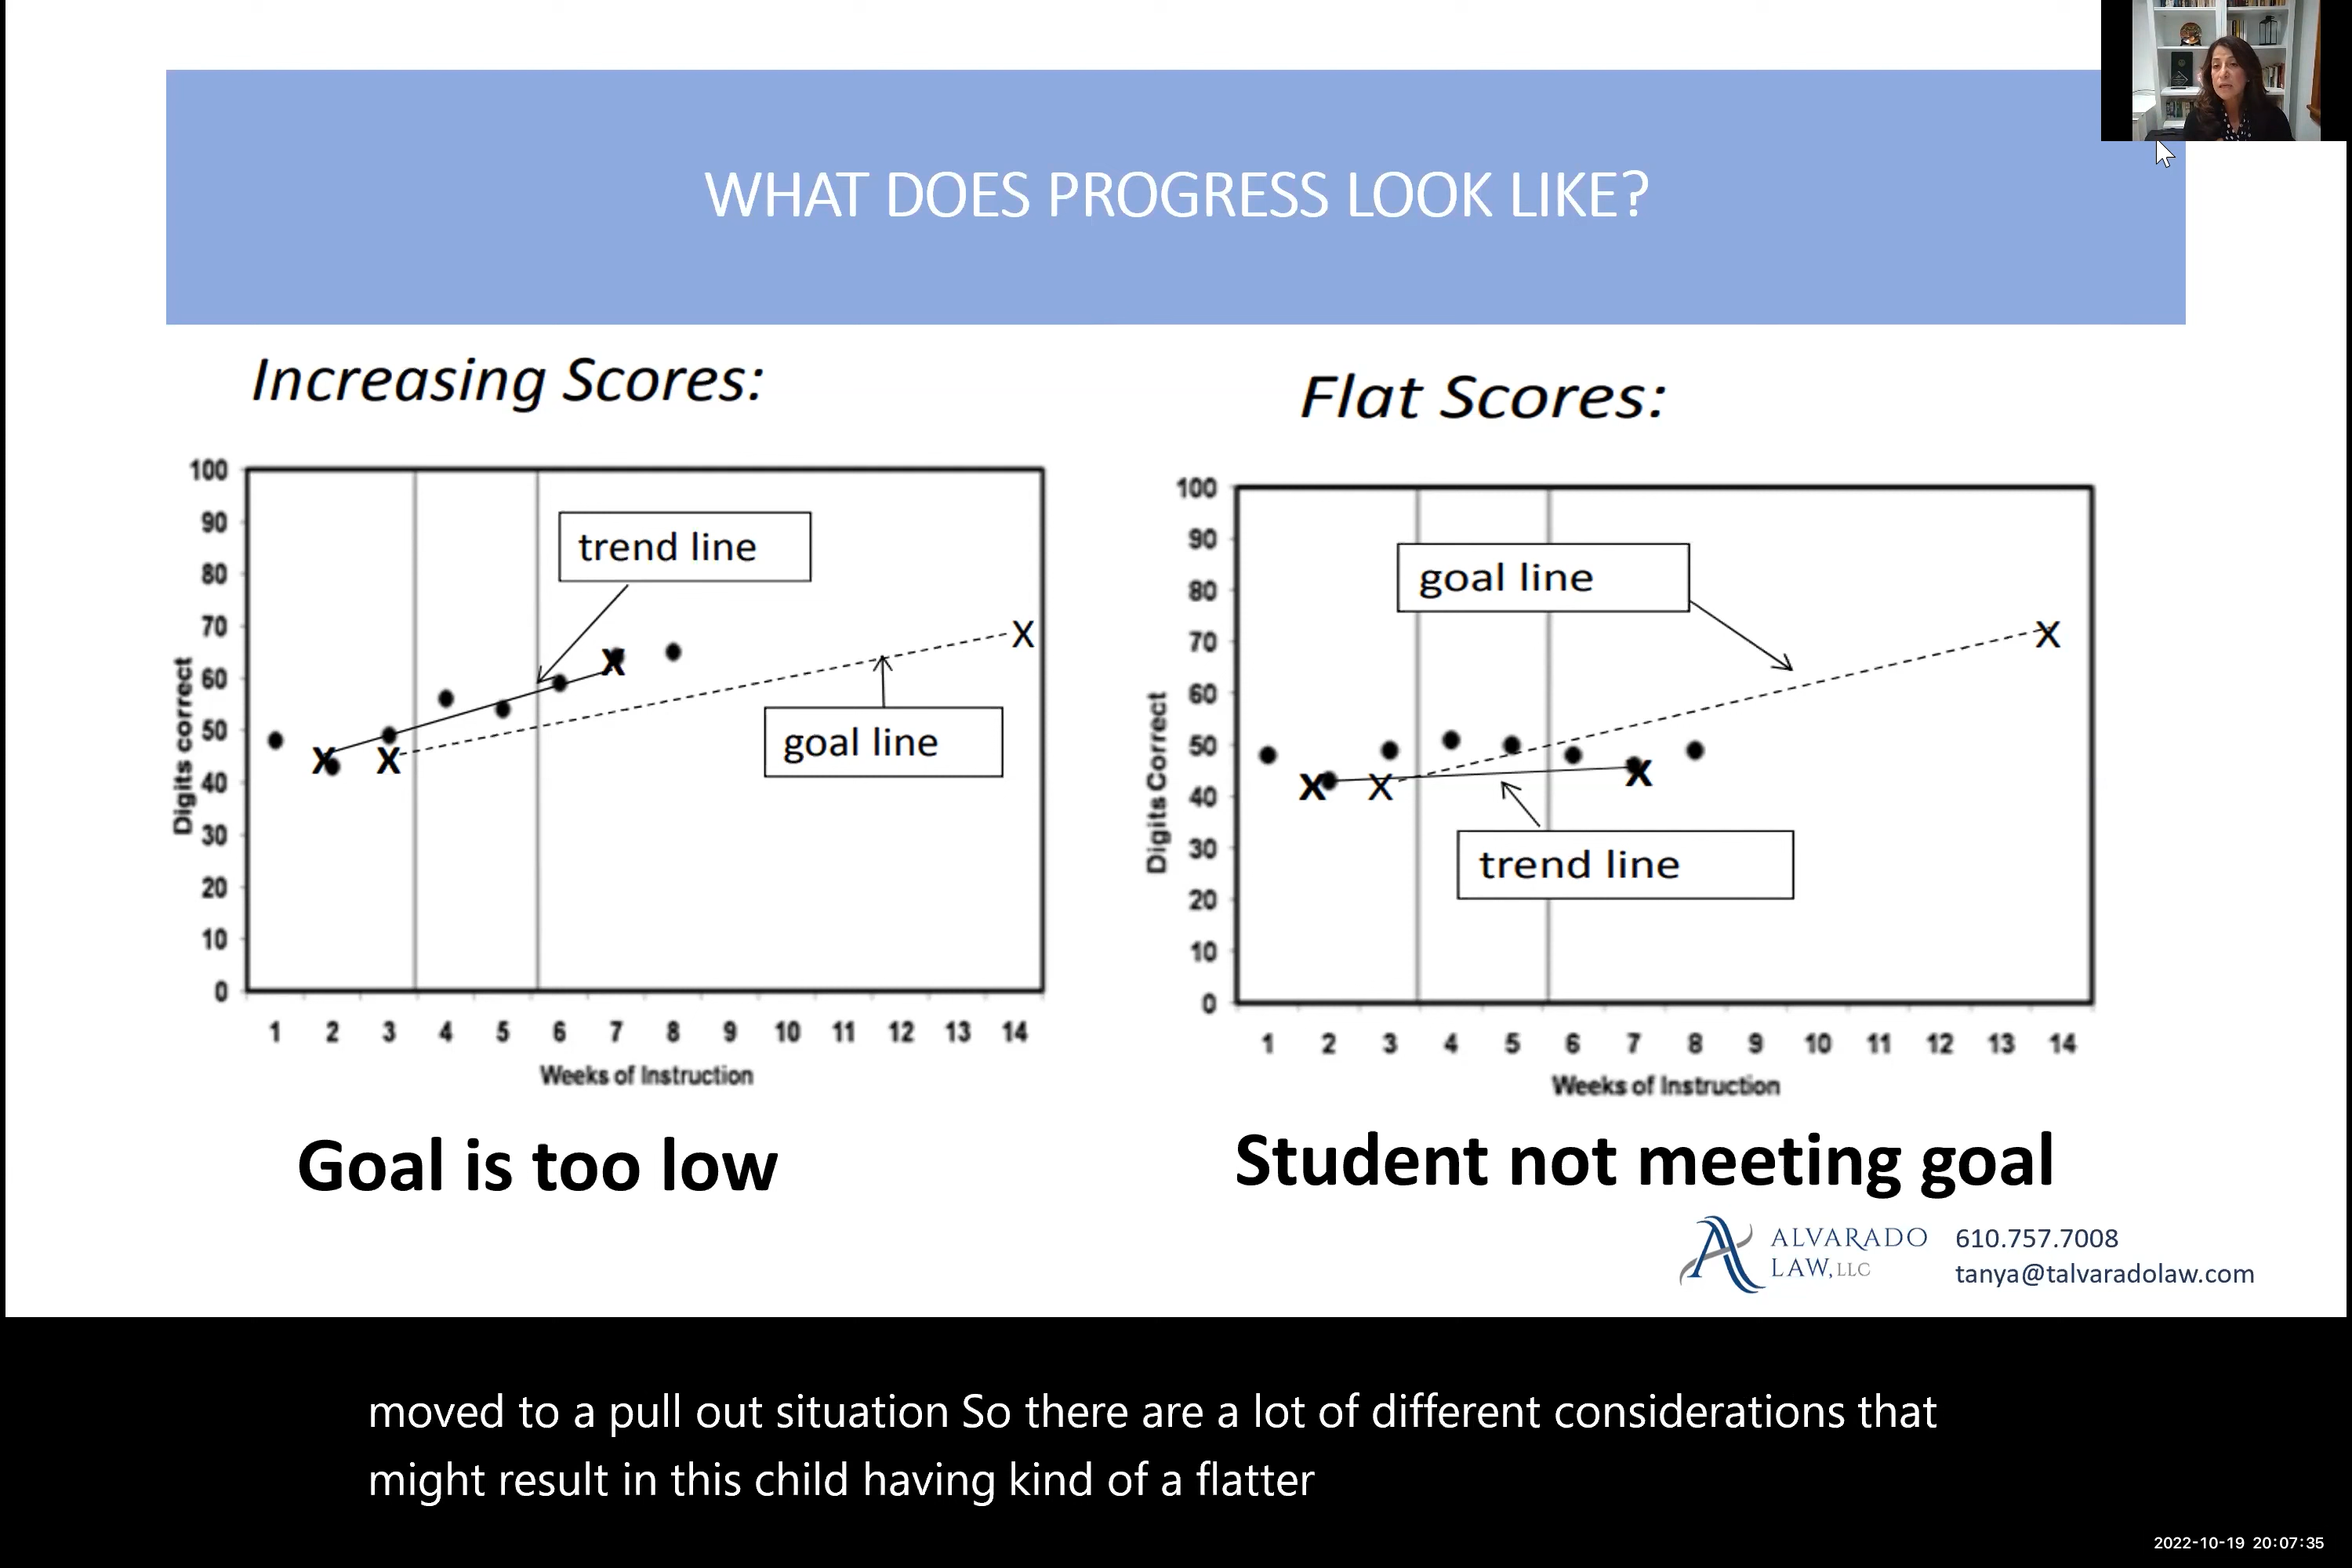 WHAT DOES PROGRESS LOOK LIKE?
Increasing Scores:
100
90
80
70
60
50
40
30
20
10
0
Digits correct
trend line
goal line
X
X
X
X
1 2 3 4 5 6 7 8 9 10 11 12 13 14
Weeks of Instruction
Goal is too low
Flat Scores:
100
90
80
70
60
50
40
30
20
10
0
Digits Correct
goal line
trend line
X
X
X
X
1 2 3 4 5 6 7 8 9 10 11 12 13 14
Weeks of Instruction
Student not meeting goal
ALVARADO
LAW, LLC
610.757.7008
tanya@talvaradolaw.com
moved to a pull out situation So there are a lot of different considerations that
might result in this child having kind of a flatter
2022-10-19 20:07:35